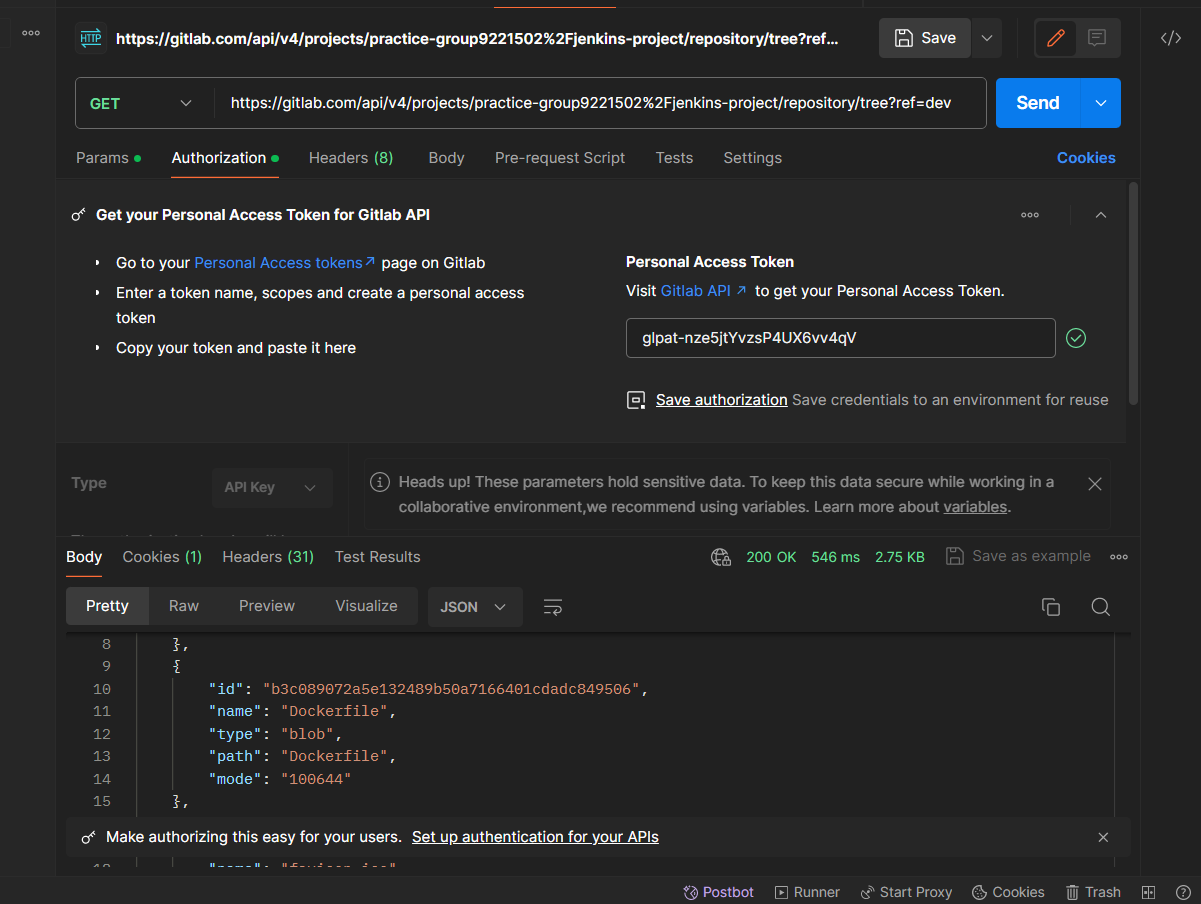 HTTP https://gitlab.com/api/v4/projects/practice-group9221502%2Fjenkins-project/repository/tree?ref... Save
GET https://gitlab.com/api/v4/projects/practice-group9221502%2Fjenkins-project/repository/tree?ref=dev Send
Params Authorization Headers (8) Body Pre-request Script Tests Settings Cookies
Get your Personal Access Token for Gitlab API
Go to your Personal Access tokens page on Gitlab
Enter a token name, scopes and create a personal access
token
Copy your token and paste it here
Personal Access Token
Visit Gitlab API to get your Personal Access Token.
glpat-nze5jtYvzsP4UX6vv4qV
Save authorization Save credentials to an environment for reuse
Type API Key
Heads up! These parameters hold sensitive data. To keep this data secure while working in a
collaborative environment,we recommend using variables. Learn more about variables.
Body Cookies (1) Headers (31) Test Results 200 OK 546 ms 2.75 KB Save as example
Pretty Raw Preview Visualize JSON
8 },
9 {
10 "id": "b3c089072a5e132489b50a7166401cdadc849506",
11 "name": "Dockerfile",
12 "type": "blob",
13 "path": "Dockerfile",
14 "mode": "100644"
15 },
Make authorizing this easy for your users. Set up authentication for your APIs
Postbot Runner Start Proxy Cookies Trash